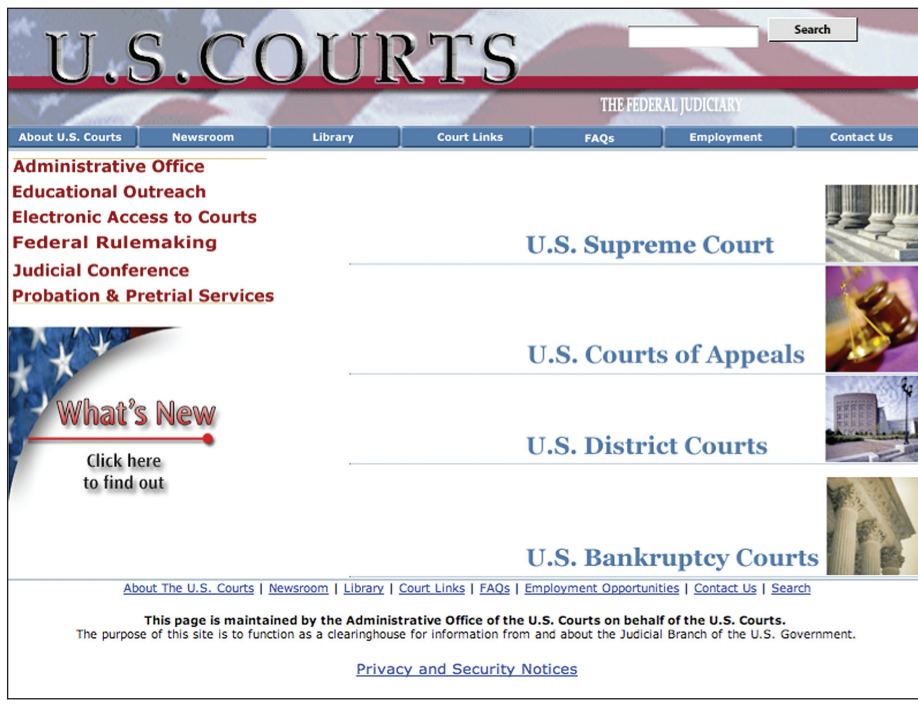 U.S. COURTS
Search
THE FEDERAL JUDICIARY
About U.S. Courts Newsroom Library Court Links FAQs Employment Contact Us
Administrative Office
Educational Outreach
Electronic Access to Courts
Federal Rulemaking
Judicial Conference
Probation & Pretrial Services
What's New
Click here
to find out
U.S. Supreme Court
U.S. Courts of Appeals
U.S. District Courts
U.S. Bankruptcy Courts
About The U.S. Courts | Newsroom | Library | Court Links | FAQs | Employment Opportunities | Contact Us | Search
This page is maintained by the Administrative Office of the U.S. Courts on behalf of the U.S. Courts.
The purpose of this site is to function as a clearinghouse for information from and about the Judicial Branch of the U.S. Government.
Privacy and Security Notices